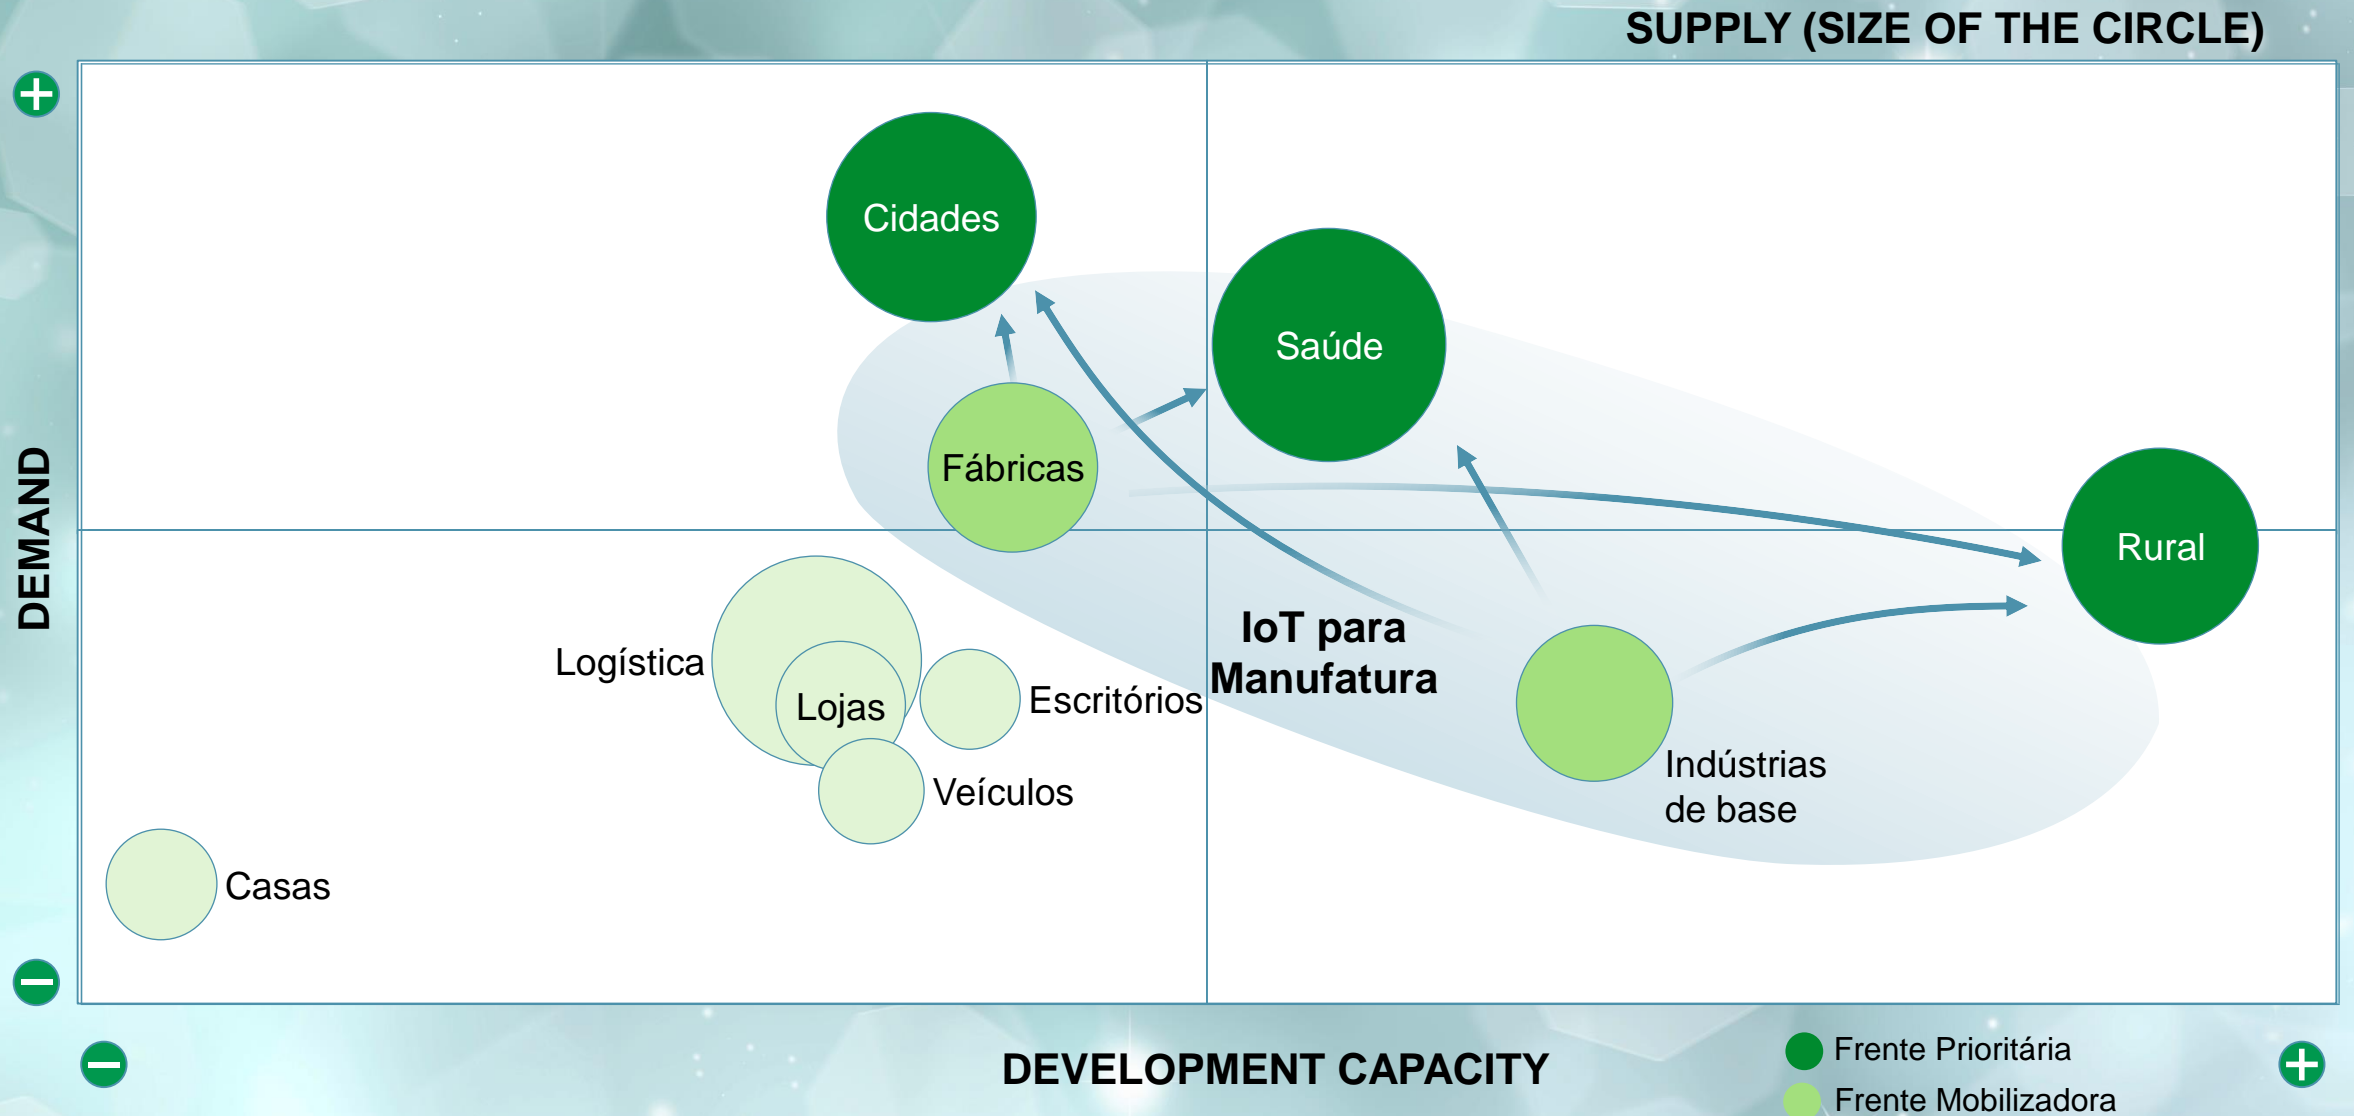 SUPPLY (SIZE OF THE CIRCLE)
Cidades
Saúde
Fábricas
DEMAND
Rural
IoT para
Manufatura
Logística
Lojas
Escritórios
Veículos
Indústrias
de base
Casas
DEVELOPMENT CAPACITY
Frente Prioritária
Frente Mobilizadora